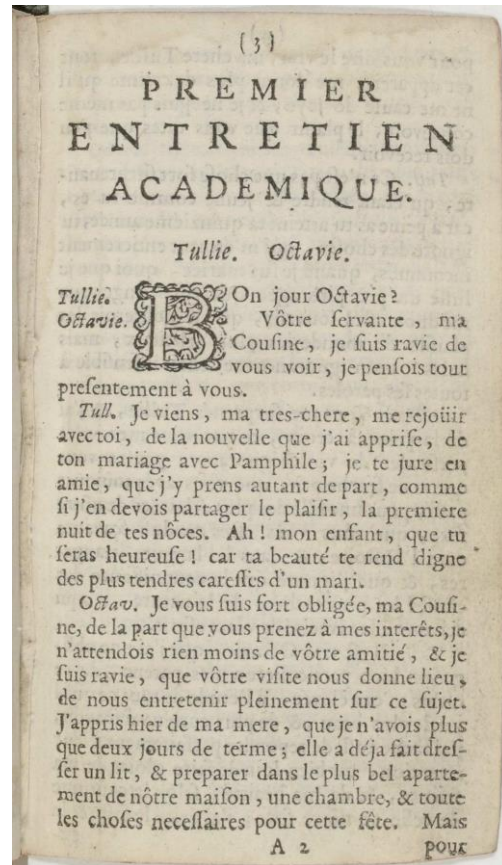 (3)
PREMIER
ENTRETIEN
ACADEMIQUE.
Tullie. Octavie.
Tullie. BOn jour Octavie?
Octavie. Vôtre ſervante, ma
Couſine, je ſuis ravie de
vous voir, je penſois tout
preſentement à vous.
Tull. Je viens, ma tres-chere, me rejoüir
avec toi, de la nouvelle que j'ai appriſe, de
ton mariage avec Pamphile; je te jure en
amie, que j'y prens autant de part, comme
ſi j'en devois partager le plaiſir, la premiere
nuit de tes nôces. Ah! mon enfant, que tu
ſeras heureuſe! car ta beauté te rend digne
des plus tendres careſſes d'un mari.
Octav. Je vous ſuis fort obligée, ma Couſi-
ne, de la part que vous prenez à mes interêts, je
n'attendois rien moins de vôtre amitié, & je
ſuis ravie, que vôtre viſite nous donne lieu,
de nous entretenir pleinement ſur ce ſujet.
J'appris hier de ma mere, que je n'avois plus
que deux jours de terme; elle a déja fait dreſ-
ſer un lit, & preparer dans le plus bel aparte-
ment de nôtre maiſon, une chambre, & toute
les choſes neceſſaires pour cette fête. Mais
A 2 pour